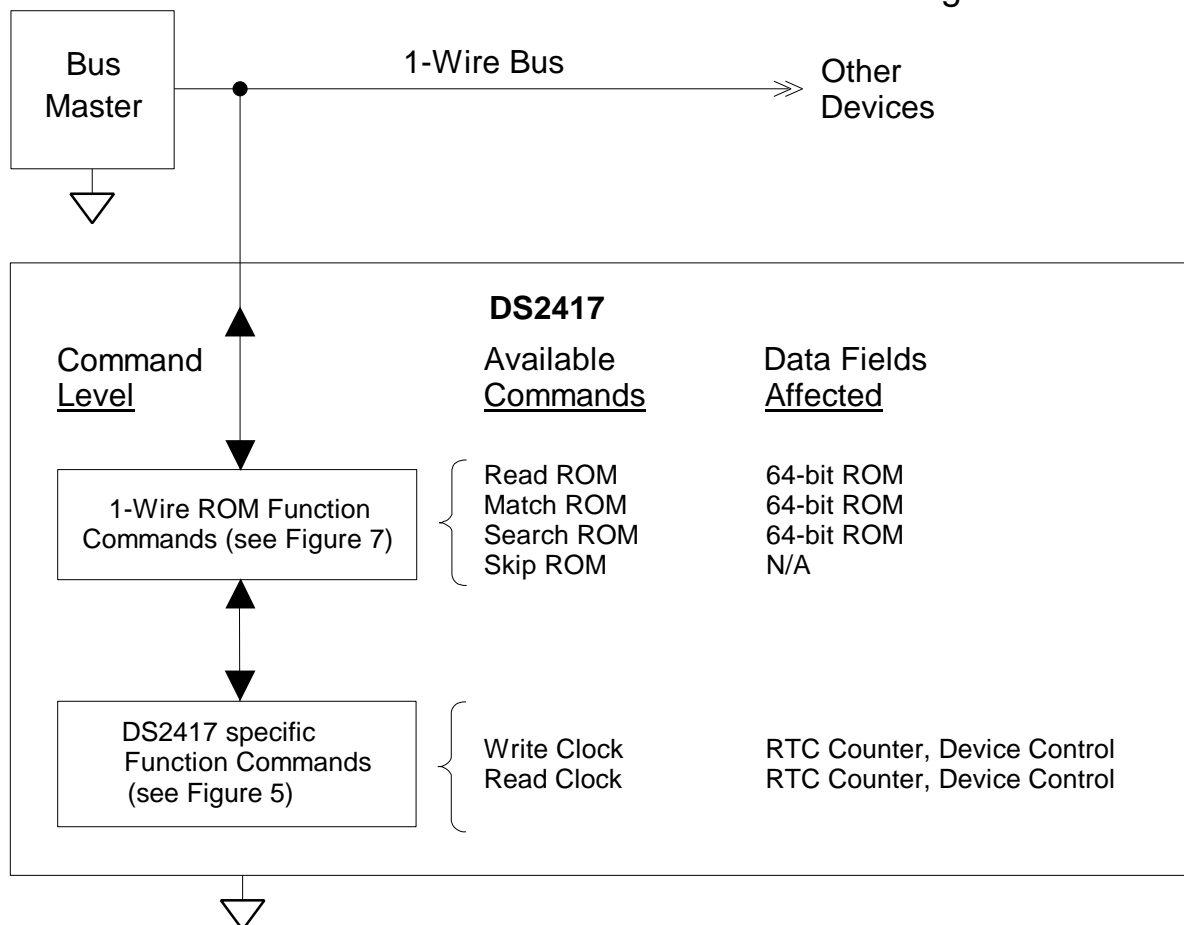 Bus
Master
1-Wire Bus
Other
Devices
DS2417
Command
Level
Available
Commands
Data Fields
Affected
1-Wire ROM Function
Commands (see Figure 7)
Read ROM 64-bit ROM
Match ROM 64-bit ROM
Search ROM 64-bit ROM
Skip ROM N/A
DS2417 specific
Function Commands
(see Figure 5)
Write Clock RTC Counter, Device Control
Read Clock RTC Counter, Device Control